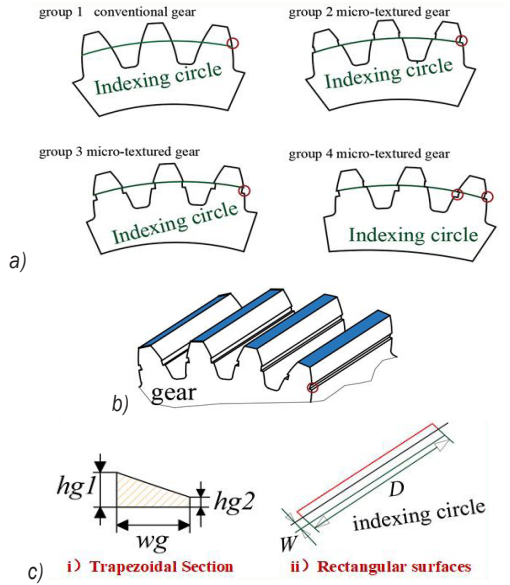 group 1 conventional gear
group 2 micro-textured gear
Indexing circle
Indexing circle
group 3 micro-textured gear
group 4 micro-textured gear
Indexing circle
Indexing circle
a)
gear
b)
hg1
hg2
wg
D
indexing circle
W
c)
i) Trapezoidal Section
ii) Rectangular surfaces